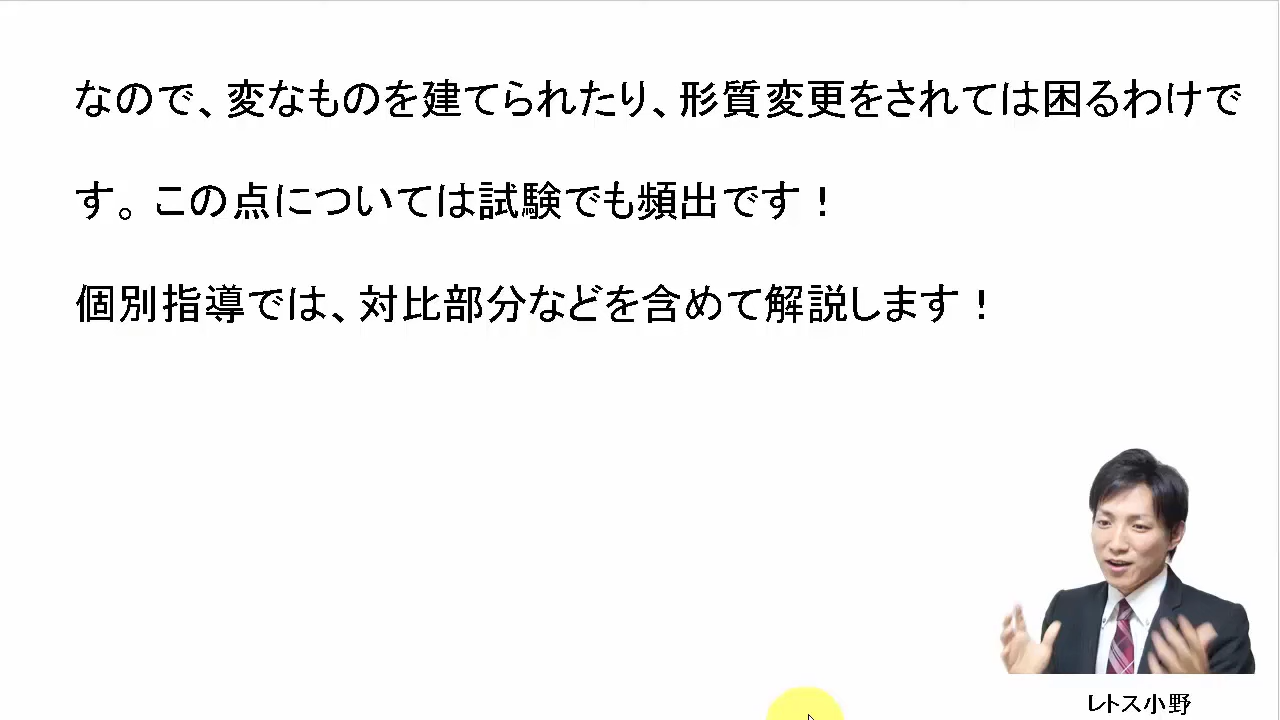 なので、変なものを建てられたり、形質変更をされては困るわけで
す。この点については試験でも頻出です！
個別指導では、対比部分などを含めて解説します！
レトス小野